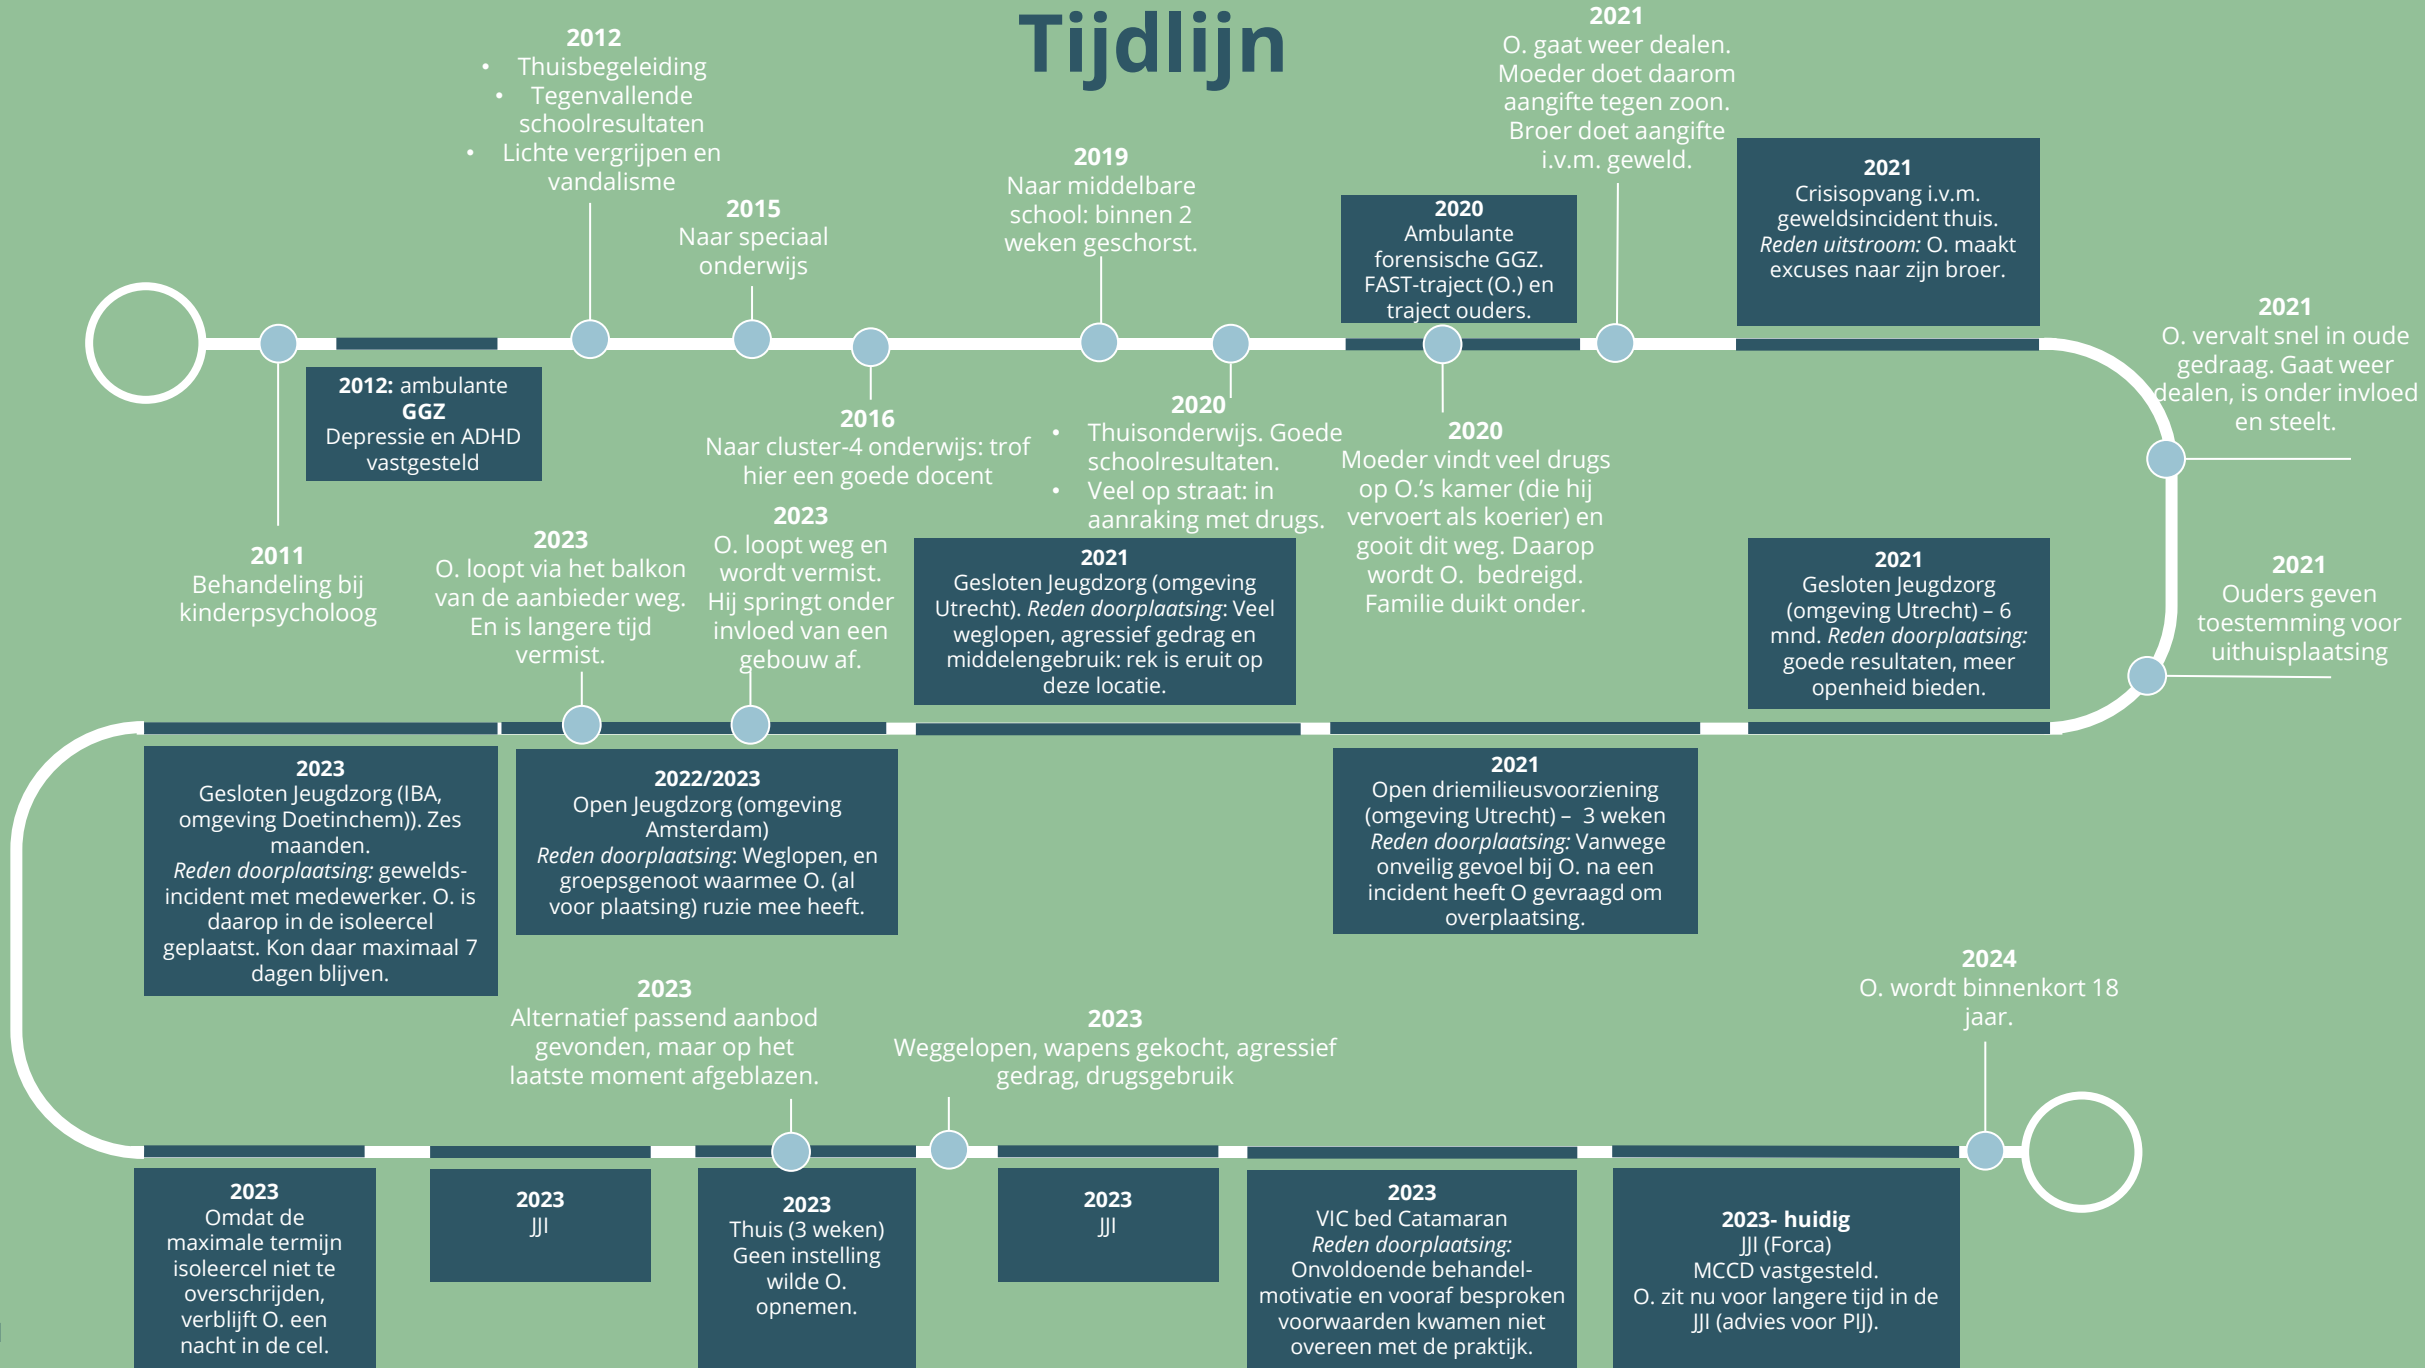 Tijdlijn
2011
Behandeling bij
kinderpsycholoog
2012: ambulante
GGZ
Depressie en ADHD
vastgesteld
2012
• Thuisbegeleiding
• Tegenvallende
schoolresultaten
• Lichte vergrijpen en
vandalisme
2015
Naar speciaal
onderwijs
2016
Naar cluster-4 onderwijs: trof
hier een goede docent
2019
Naar middelbare
school: binnen 2
weken geschorst.
2020
• Thuisonderwijs. Goede
schoolresultaten.
• Veel op straat: in
aanraking met drugs.
2020
Ambulante
forensische GGZ.
FAST-traject (O.) en
traject ouders.
2020
Moeder vindt veel drugs
op O.’s kamer (die hij
vervoert als koerier) en
gooit dit weg. Daarop
wordt O. bedreigd.
Familie duikt onder.
2021
O. gaat weer dealen.
Moeder doet daarom
aangifte tegen zoon.
Broer doet aangifte
i.v.m. geweld.
2021
Crisisopvang i.v.m.
geweldsincident thuis.
Reden uitstroom: O. maakt
excuses naar zijn broer.
2021
O. vervalt snel in oude
gedraag. Gaat weer
dealen, is onder invloed
en steelt.
2021
Ouders geven
toestemming voor
uithuisplaatsing
2021
Gesloten Jeugdzorg
(omgeving Utrecht) – 6
mnd. Reden doorplaatsing:
goede resultaten, meer
openheid bieden.
2021
Open driemilieusvoorziening
(omgeving Utrecht) – 3 weken
Reden doorplaatsing: Vanwege
onveilig gevoel bij O. na een
incident heeft O gevraagd om
overplaatsing.
2021
Gesloten Jeugdzorg (omgeving
Utrecht). Reden doorplaatsing: Veel
weglopen, agressief gedrag en
middelengebruik: rek is eruit op
deze locatie.
2022/2023
Open Jeugdzorg (omgeving
Amsterdam)
Reden doorplaatsing: Weglopen, en
groepsgenoot waarmee O. (al
voor plaatsing) ruzie mee heeft.
2023
O. loopt weg en
wordt vermist.
Hij springt onder
invloed van een
gebouw af.
2023
O. loopt via het balkon
van de aanbieder weg.
En is langere tijd
vermist.
2023
Gesloten Jeugdzorg (IBA,
omgeving Doetinchem)). Zes
maanden.
Reden doorplaatsing: gewelds-
incident met medewerker. O. is
daarop in de isoleercel
geplaatst. Kon daar maximaal 7
dagen blijven.
2023
Omdat de
maximale termijn
isoleercel niet te
overschrijden,
verblijft O. een
nacht in de cel.
2023
JJI
2023
Thuis (3 weken)
Geen instelling
wilde O.
opnemen.
2023
Alternatief passend aanbod
gevonden, maar op het
laatste moment afgeblazen.
2023
Weggelopen, wapens gekocht, agressief
gedrag, drugsgebruik
2023
JJI
2023
VIC bed Catamaran
Reden doorplaatsing:
Onvoldoende behandel-
motivatie en vooraf besproken
voorwaarden kwamen niet
overeen met de praktijk.
2023- huidig
JJI (Forca)
MCCD vastgesteld.
O. zit nu voor langere tijd in de
JJI (advies voor PIJ).
2024
O. wordt binnenkort 18
jaar.